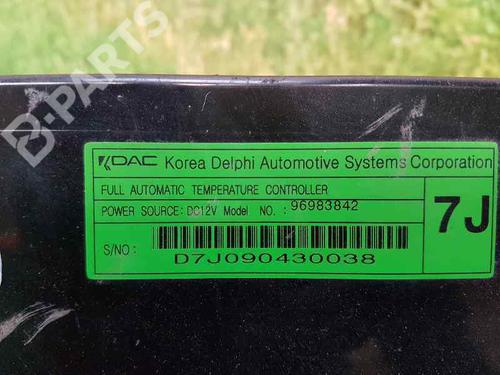 B-PARTS
KDAC Korea Delphi Automotive Systems Corporation
FULL AUTOMATIC TEMPERATURE CONTROLLER
POWER SOURCE: DC12V Model NO. : 96983842
7J
S/NO :
D7J090430038